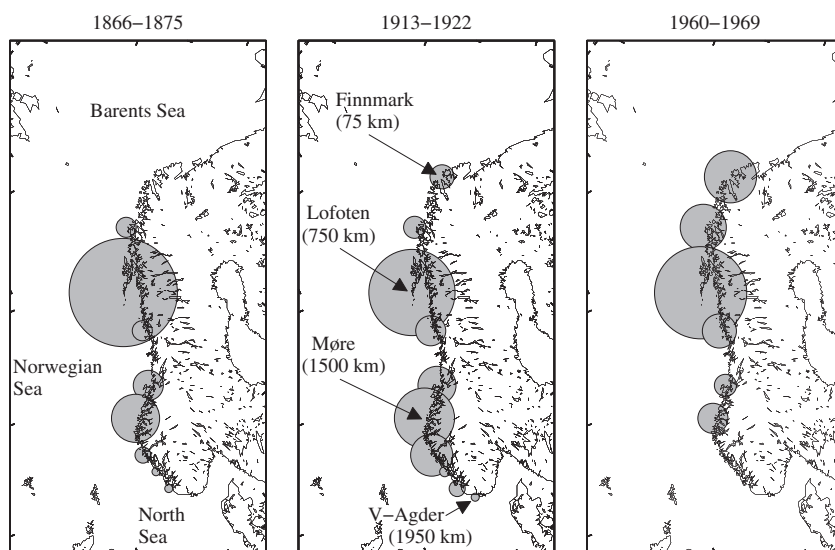 1866–1875
Barents Sea
Norwegian
Sea
North
Sea
1913–1922
Finnmark
(75 km)
Lofoten
(750 km)
Møre
(1500 km)
V–Agder
(1950 km)
1960–1969